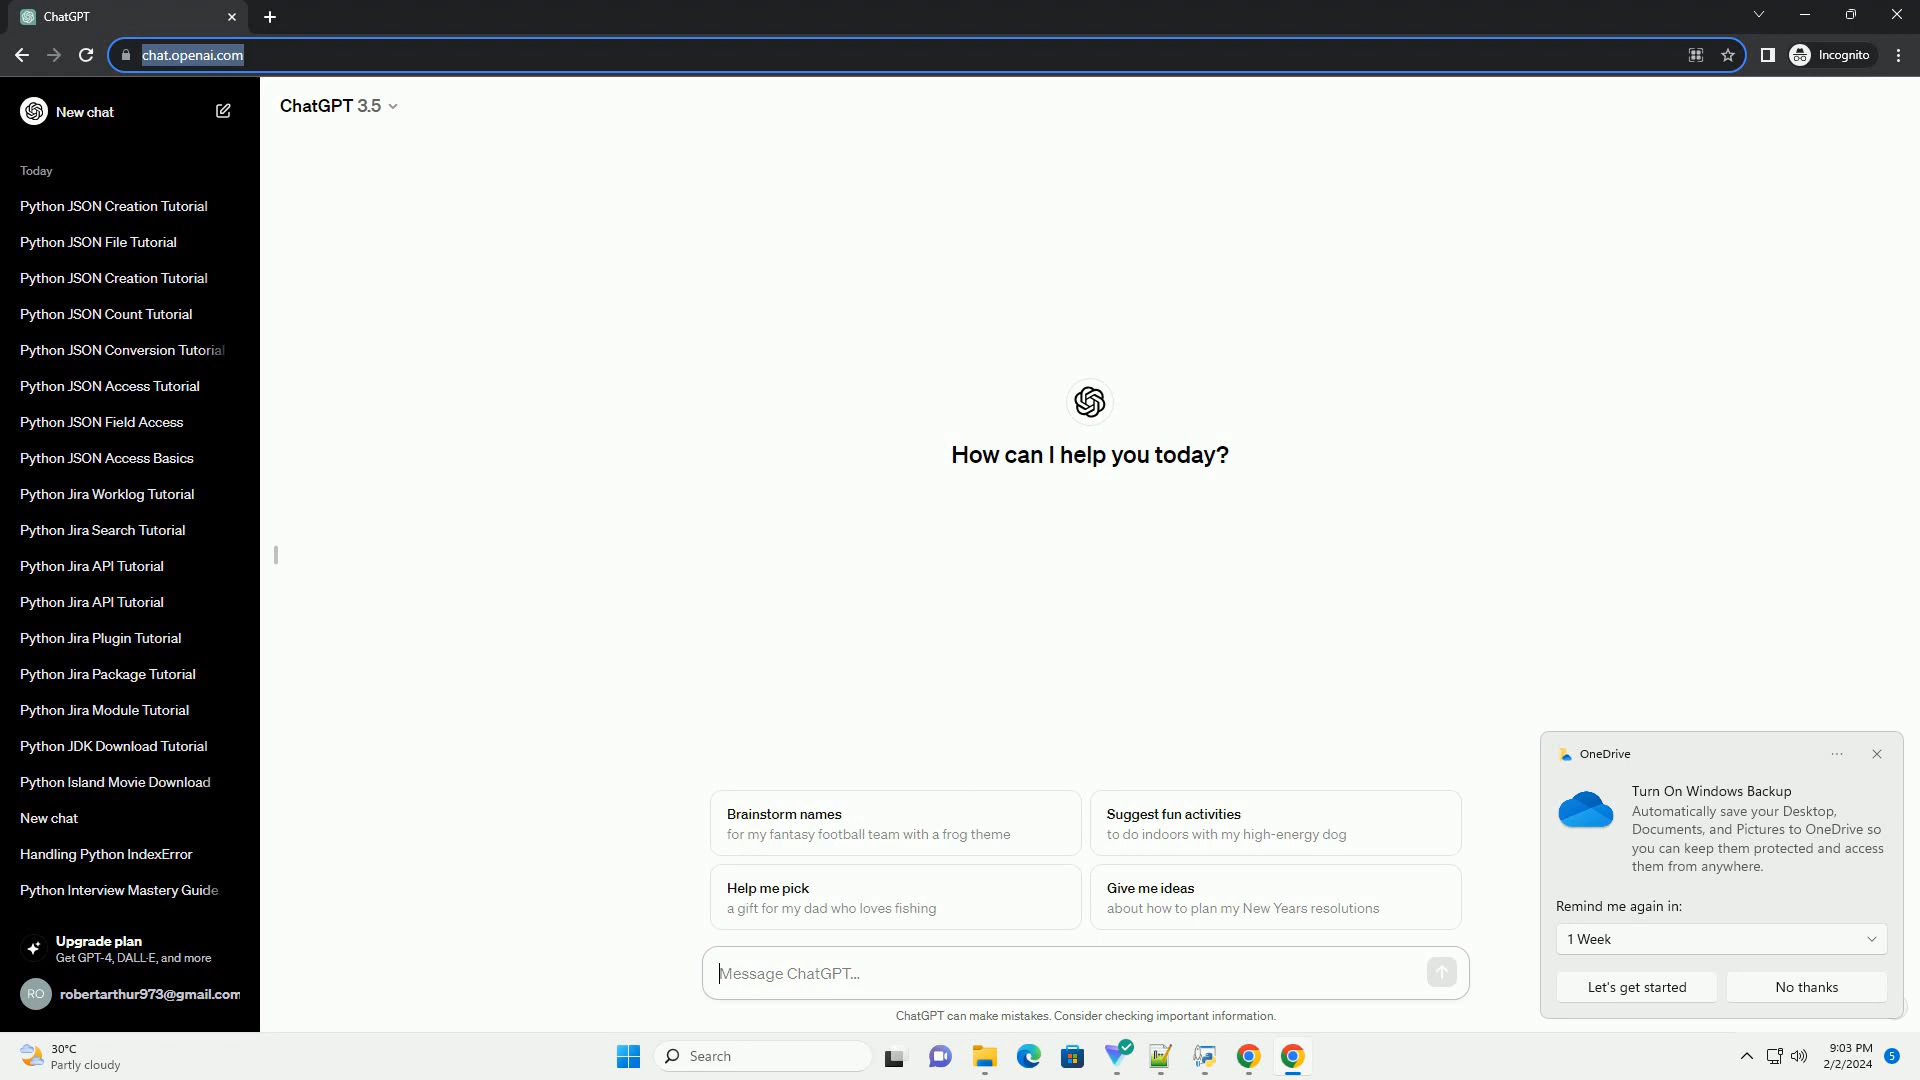 ChatGPT
chat.openai.com
Incognito
New chat
ChatGPT 3.5
Today
Python JSON Creation Tutorial
Python JSON File Tutorial
Python JSON Creation Tutorial
Python JSON Count Tutorial
Python JSON Conversion Tutorial
Python JSON Access Tutorial
Python JSON Field Access
Python JSON Access Basics
Python Jira Worklog Tutorial
Python Jira Search Tutorial
Python Jira API Tutorial
Python Jira API Tutorial
Python Jira Plugin Tutorial
Python Jira Package Tutorial
Python Jira Module Tutorial
Python JDK Download Tutorial
Python Island Movie Download
New chat
Handling Python IndexError
Python Interview Mastery Guide
Upgrade plan
Get GPT-4, DALL·E, and more
RO
robertarthur973@gmail.com
How can I help you today?
Brainstorm names
for my fantasy football team with a frog theme
Suggest fun activities
to do indoors with my high-energy dog
Help me pick
a gift for my dad who loves fishing
Give me ideas
about how to plan my New Years resolutions
Message ChatGPT...
ChatGPT can make mistakes. Consider checking important information.
OneDrive
Turn On Windows Backup
Automatically save your Desktop,
Documents, and Pictures to OneDrive so
you can keep them protected and access
them from anywhere.
Remind me again in:
1 Week
Let's get started
No thanks
30°C
Partly cloudy
Search
9:03 PM
2/2/2024
5